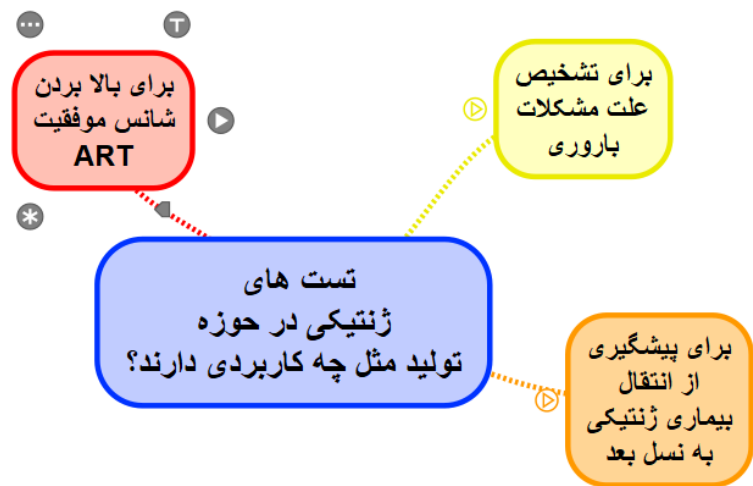 برای بالا بردن
شانس موفقیت
ART
برای تشخیص
علت مشکلات
باروری
تست های
ژنتیکی در حوزه
تولید مثل چه کاربردی دارند؟
برای پیشگیری
از انتقال
بیماری ژنتیکی
به نسل بعد